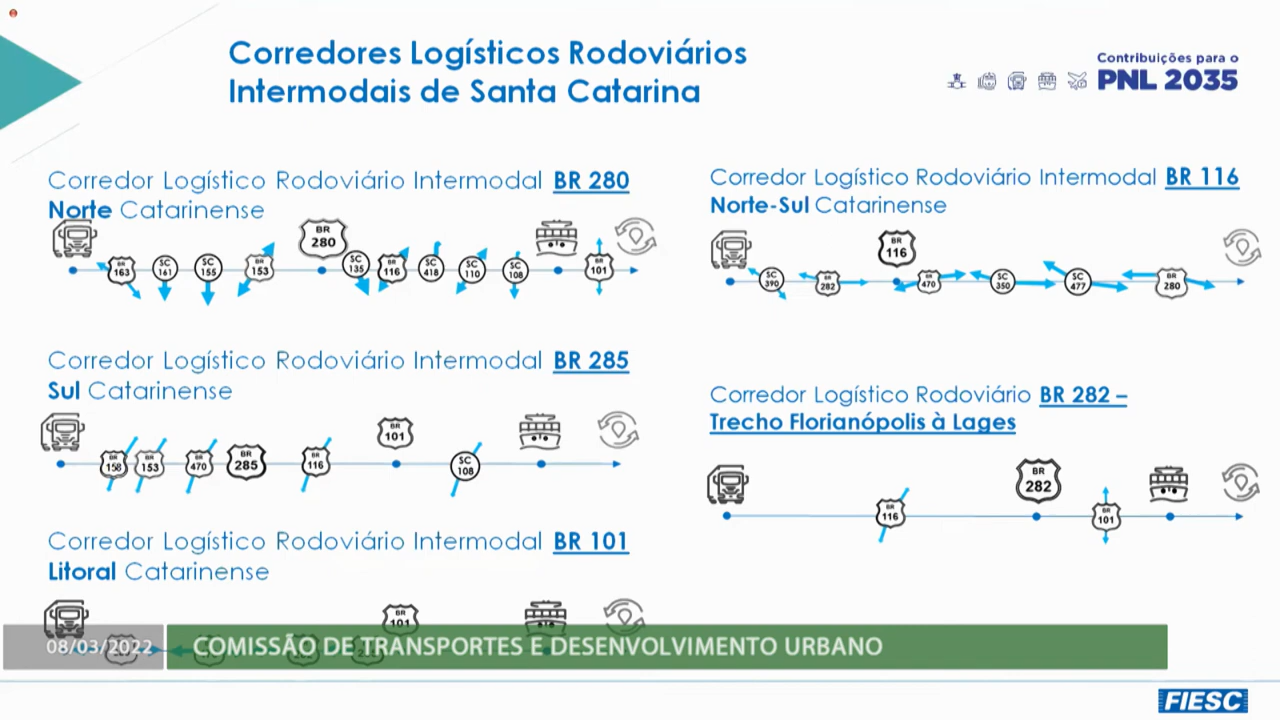 Corredores Logísticos Rodoviários
Intermodais de Santa Catarina
Contribuições para o
PNL 2035
Corredor Logístico Rodoviário Intermodal BR 280
Norte Catarinense
BR
280
BR
163
SC
161
SC
155
BR
153
SC
135
BR
116
SC
418
SC
110
SC
108
BR
101
Corredor Logístico Rodoviário Intermodal BR 285
Sul Catarinense
BR
158
BR
153
BR
470
BR
285
BR
116
BR
101
SC
108
Corredor Logístico Rodoviário Intermodal BR 101
Litoral Catarinense
BR
101
Corredor Logístico Rodoviário Intermodal BR 116
Norte-Sul Catarinense
BR
116
SC
390
BR
282
BR
470
SC
350
SC
477
BR
280
Corredor Logístico Rodoviário BR 282 –
Trecho Florianópolis à Lages
BR
116
BR
282
BR
101
08/03/2022 COMISSÃO DE TRANSPORTES E DESENVOLVIMENTO URBANO
FIESC